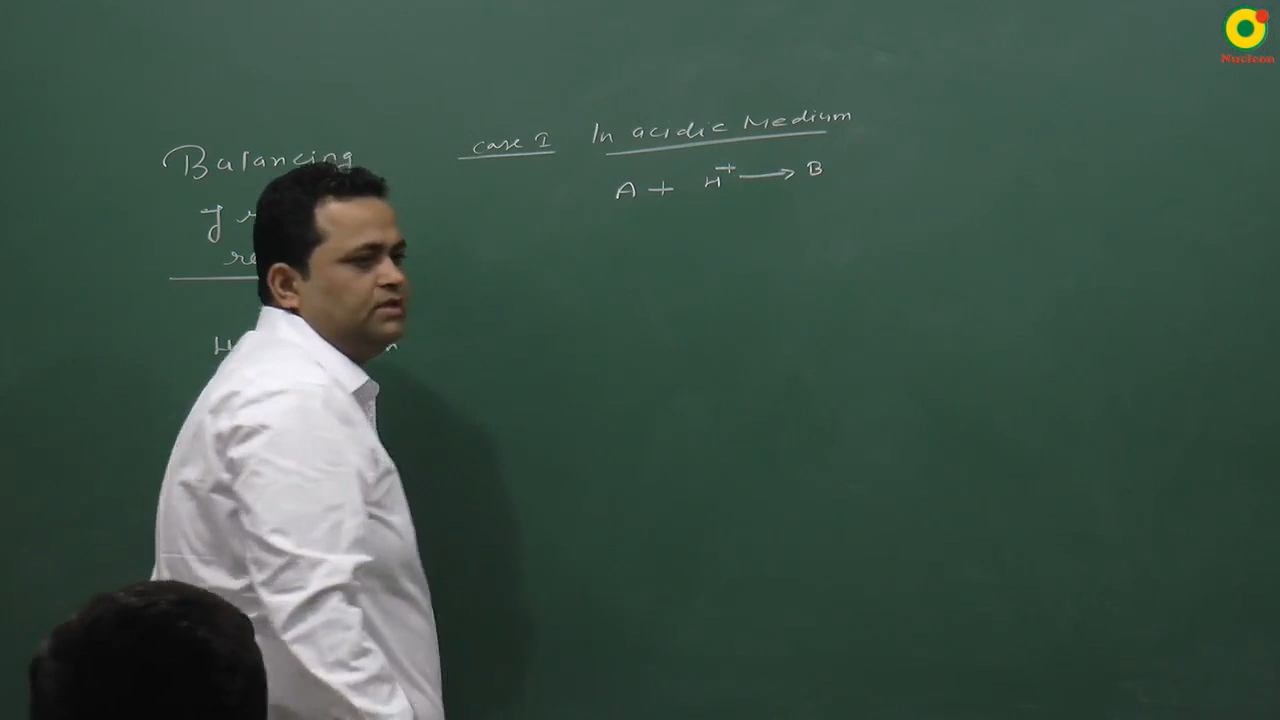 Balancing
Case I In acidic Medium
A + H⁺ ⟶ B
Nucleon